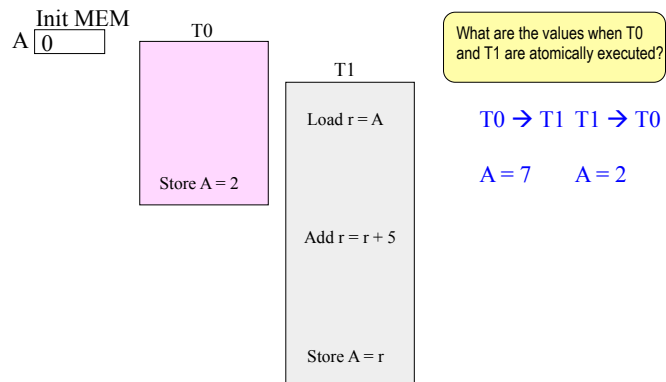 Init MEM
A 0
T0
Store A = 2
T1
Load r = A
Add r = r + 5
Store A = r
What are the values when T0
and T1 are atomically executed?
T0 → T1 T1 → T0
A = 7 A = 2